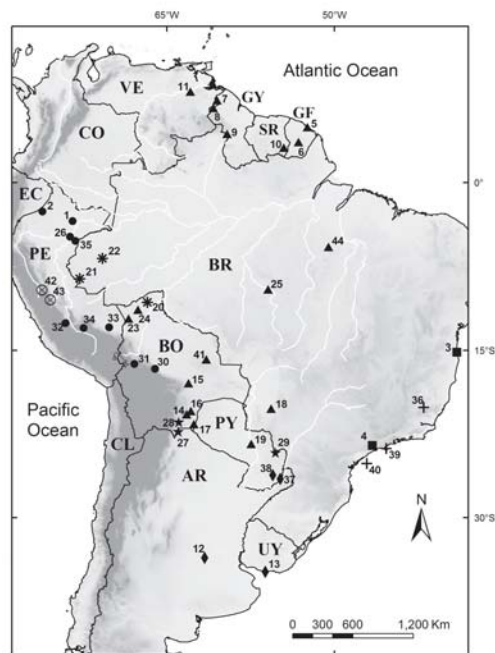 65°W
50°W
Atlantic Ocean
VE
11
7
GY
8
GF
5
CO
9
SR
10
6
EC
2
0°
1
26
35
PE
22
44
21
BR
42
43
25
20
24
32
34
33
23
3
BO
31
30
41
15°S
15
36
Pacific
Ocean
16
14
18
28
17
PY
27
19
29
4
39
CL
40
38
37
AR
N
30°S
12
UY
13
0 300 600 1,200 Km